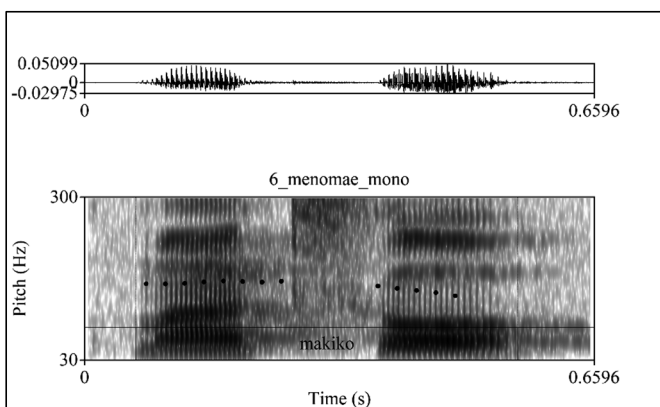 0.05099
0
-0.02975
0 0.6596
6_menomae_mono
300
Pitch (Hz)
makiko
30
0 0.6596
Time (s)